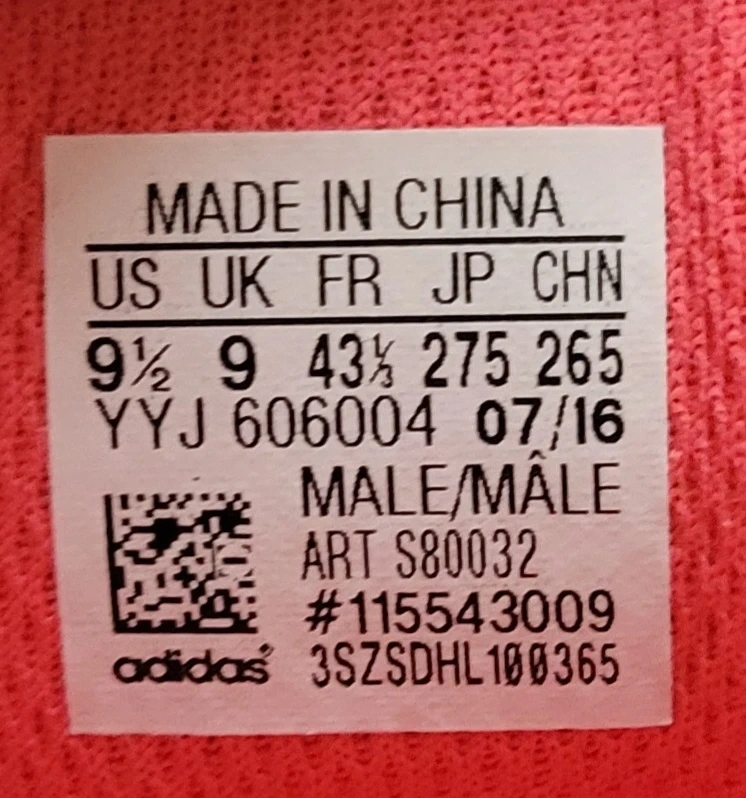 MADE IN CHINA
US UK FR JP CHN
9½ 9 43⅓ 275 265
YYJ 606004 07/16
MALE/MÂLE
ART S80032
#115543009
adidas 3SZSDHL100365